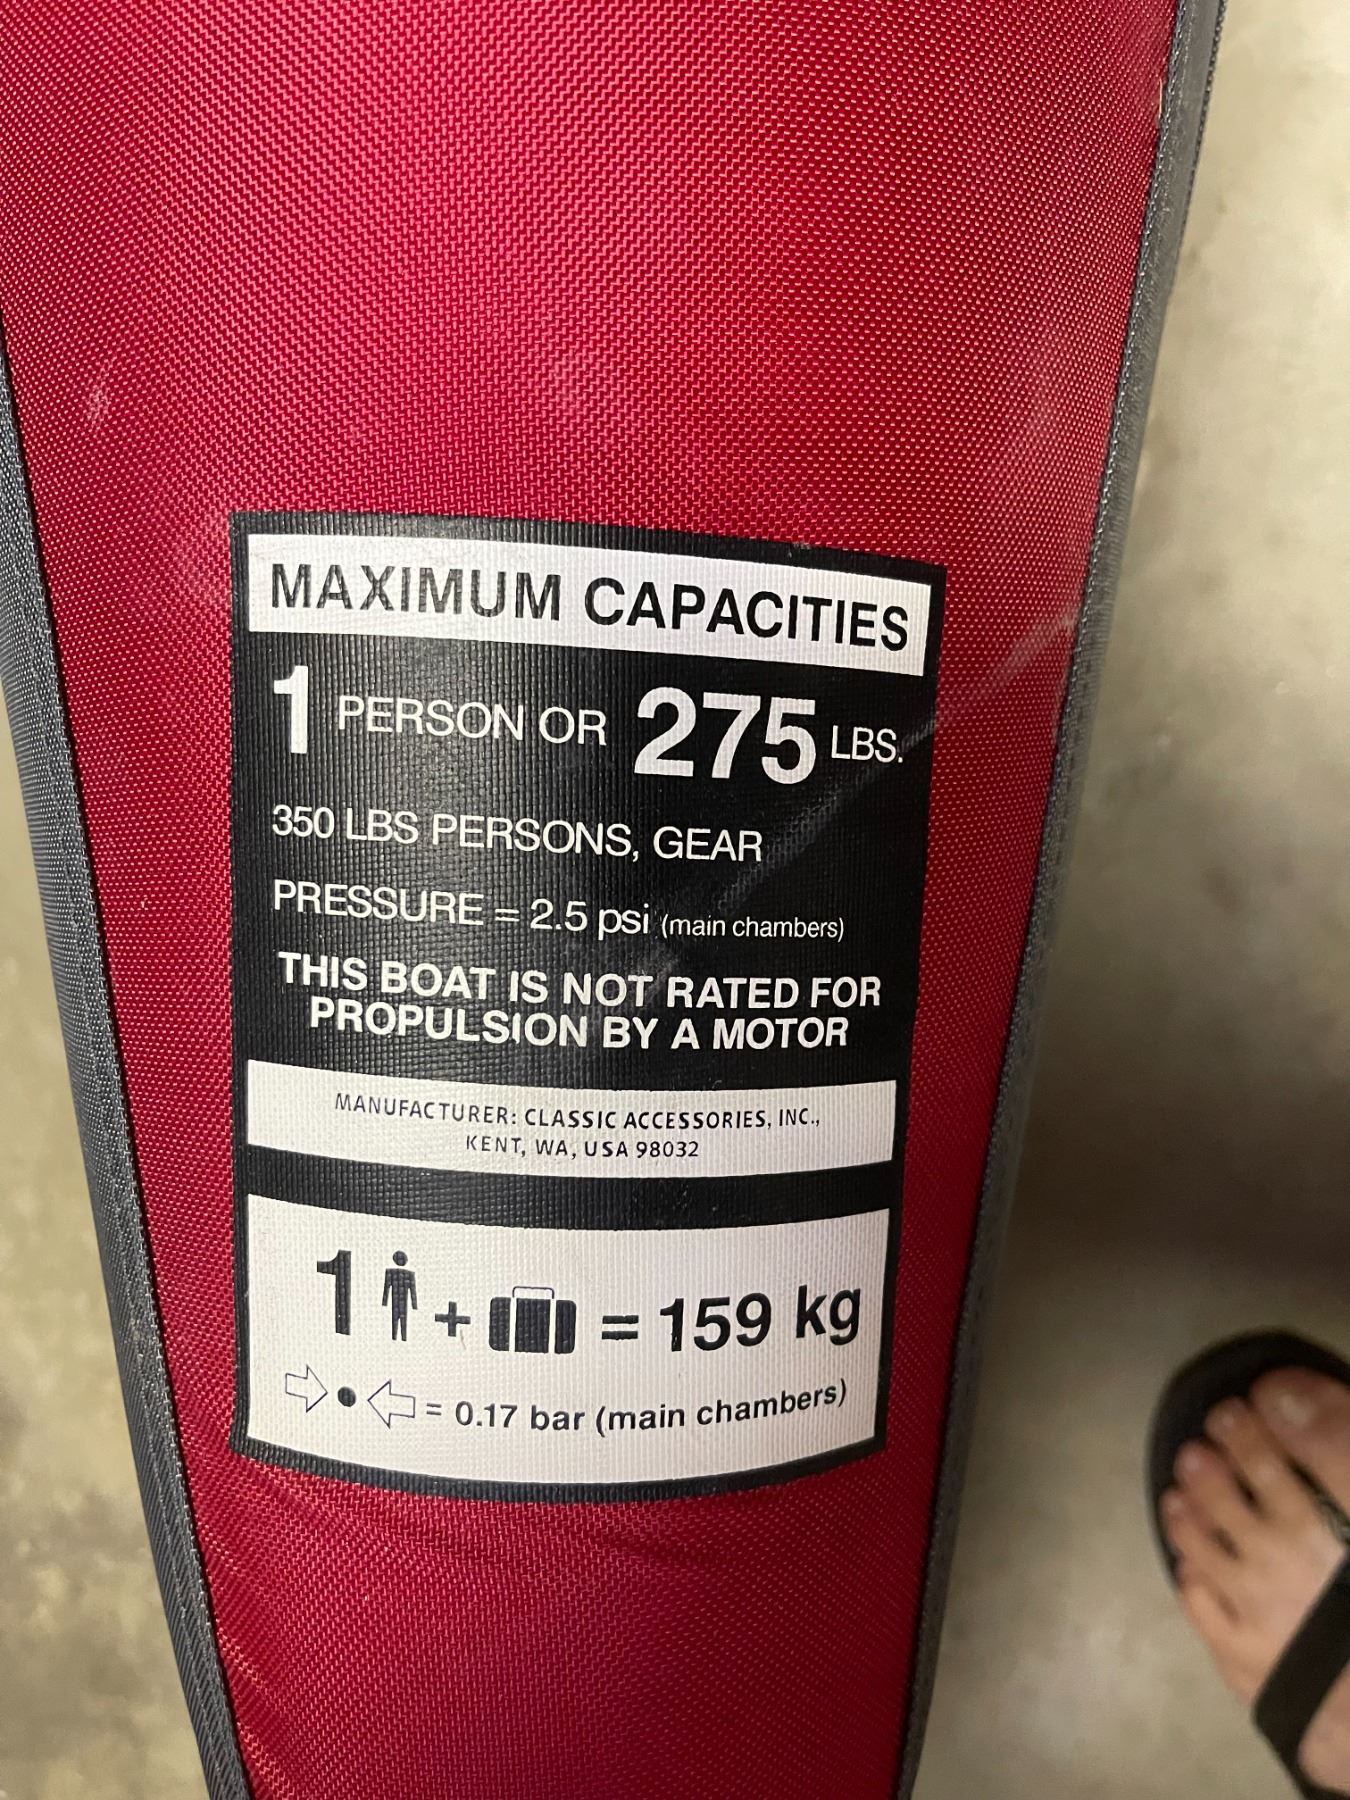 MAXIMUM CAPACITIES
1 PERSON OR 275 LBS.
350 LBS PERSONS, GEAR
PRESSURE = 2.5 psi (main chambers)
THIS BOAT IS NOT RATED FOR
PROPULSION BY A MOTOR
MANUFACTURER: CLASSIC ACCESSORIES, INC.,
KENT, WA, USA 98032
1 + = 159 kg
= 0.17 bar (main chambers)